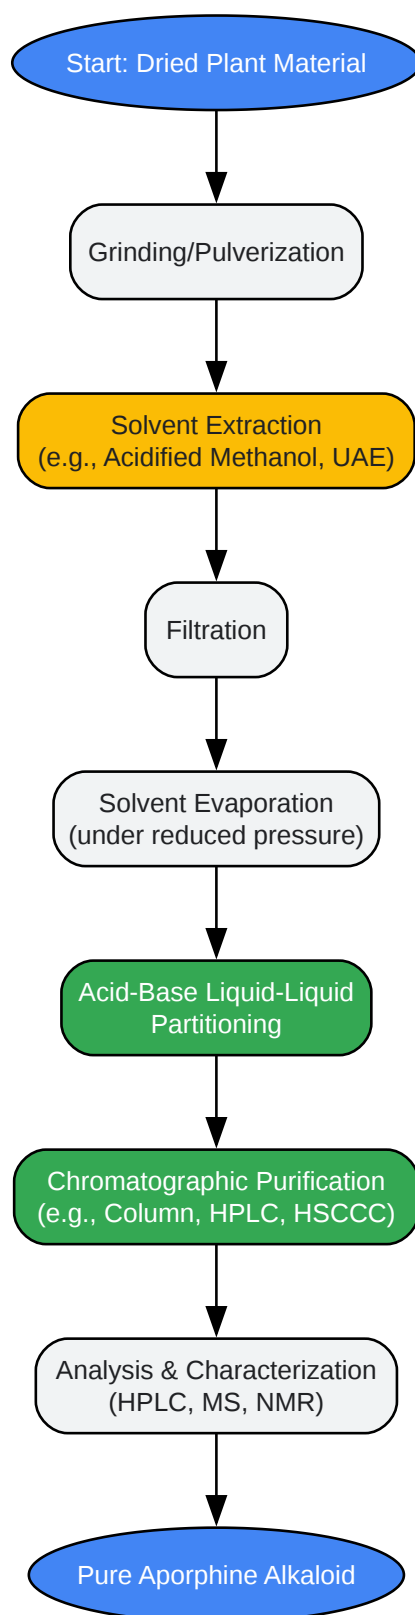 Start: Dried Plant Material
Grinding/Pulverization
Solvent Extraction
(e.g., Acidified Methanol, UAE)
Filtration
Solvent Evaporation
(under reduced pressure)
Acid-Base Liquid-Liquid
Partitioning
Chromatographic Purification
(e.g., Column, HPLC, HSCCC)
Analysis & Characterization
(HPLC, MS, NMR)
Pure Aporphine Alkaloid